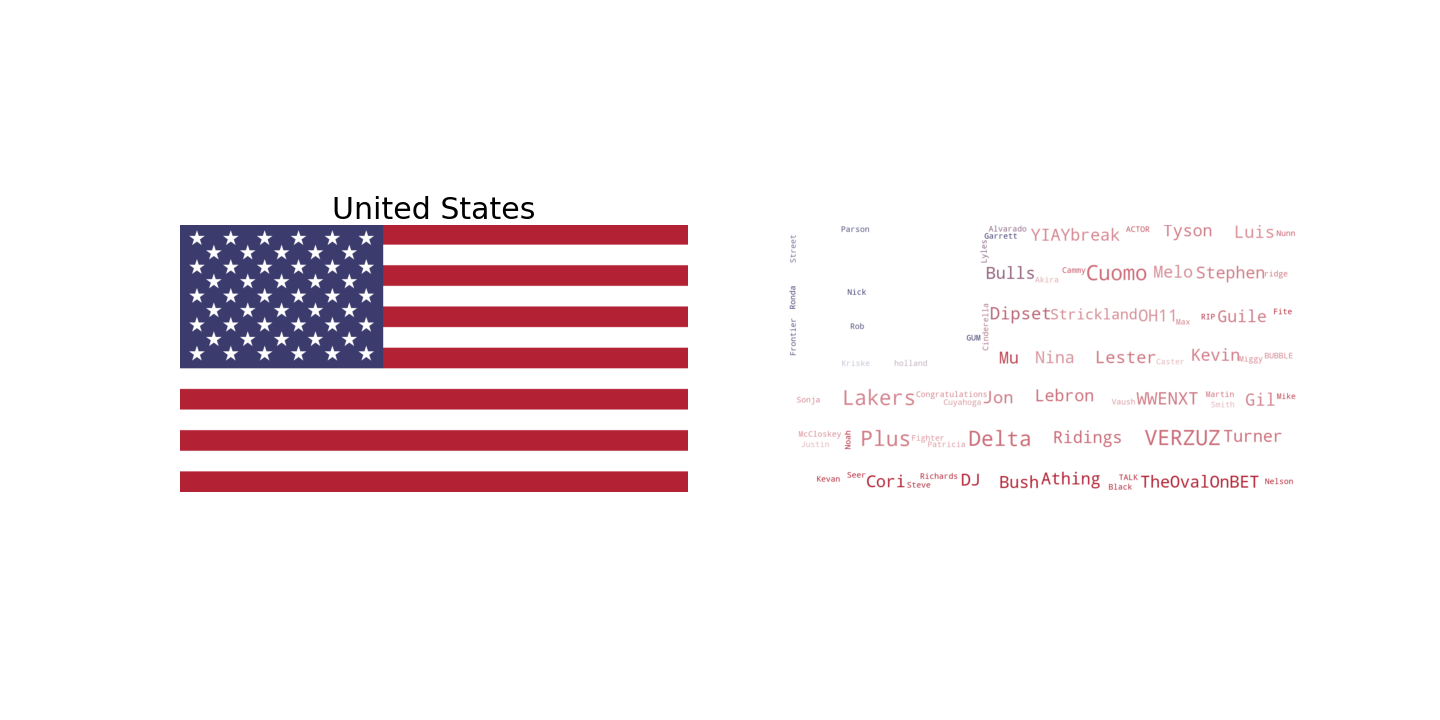 United States
Parson
Alvarado
Garrett
YIAYbreak
ACTOR
Tyson
Luis
Nunn
Street
Lyles
Bulls
Akira
Cammy
Cuomo
Melo
Stephen
ridge
Ronda
Nick
Cinderella
Dipset
Strickland
OH11
Max
RIP
Guile
Fite
Frontier
Rob
GUM
Kriske
holland
Mu
Nina
Lester
Caster
Kevin
Miggy
BUBBLE
Sonja
Lakers
Congratulations
Cuyahoga
Jon
Lebron
Vaush
WWENXT
Martin
Smith
Gil
Mike
McCloskey
Justin
Noah
Plus
Fighter
Patricia
Delta
Ridings
VERZUZ
Turner
Kevan
Seer
Cori
Steve
Richards
DJ
Bush
Athing
TALK
Black
TheOvalOnBET
Nelson